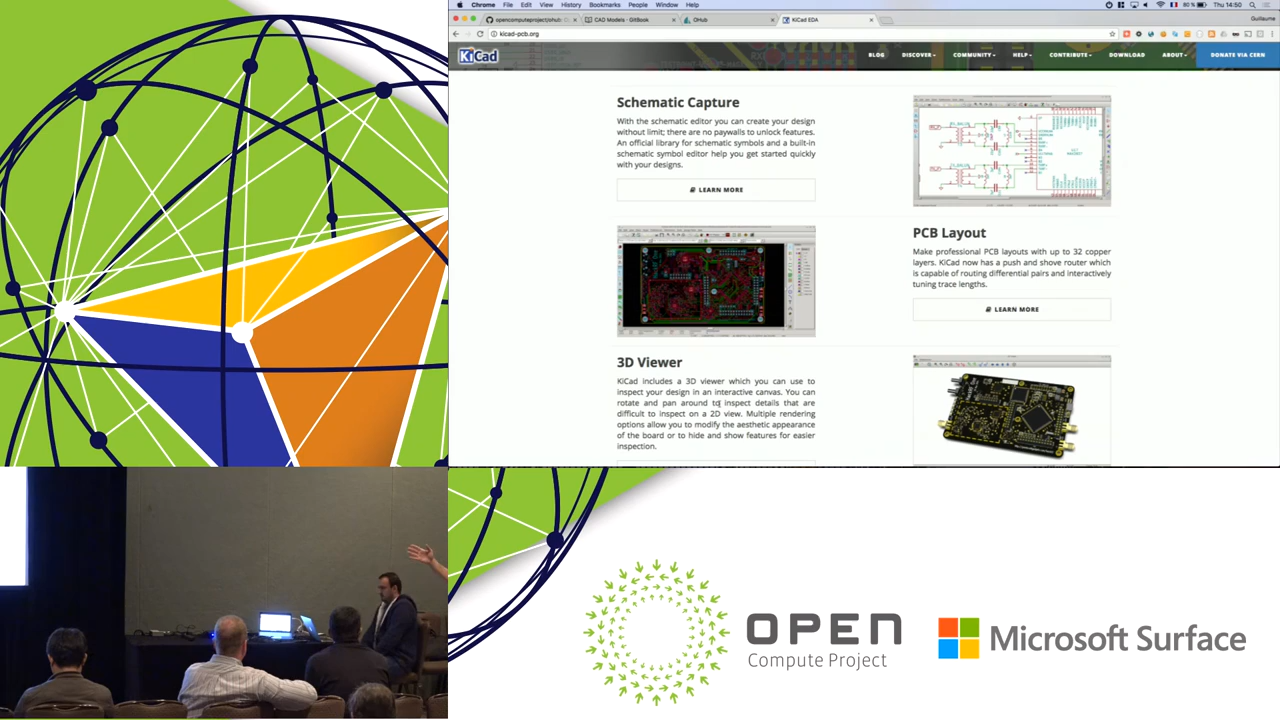 Chrome File Edit View History Bookmarks People Window Help
80 % Thu 14:50
opencomputeproject/ohub: O CAD Models · GitBook OHub KiCad EDA Guillaume
kicad-pcb.org
KiCad BLOG DISCOVER COMMUNITY HELP CONTRIBUTE DOWNLOAD ABOUT DONATE VIA CERN
Schematic Capture
With the schematic editor you can create your design
without limit; there are no paywalls to unlock features.
An official library for schematic symbols and a built-in
schematic symbol editor help you get started quickly
with your designs.
LEARN MORE
PCB Layout
Make professional PCB layouts with up to 32 copper
layers. KiCad now has a push and shove router which
is capable of routing differential pairs and interactively
tuning trace lengths.
LEARN MORE
3D Viewer
KiCad includes a 3D viewer which you can use to
inspect your design in an interactive canvas. You can
rotate and pan around to inspect details that are
difficult to inspect on a 2D view. Multiple rendering
options allow you to modify the aesthetic appearance
of the board or to hide and show features for easier
inspection.
OPEN
Compute Project
Microsoft Surface